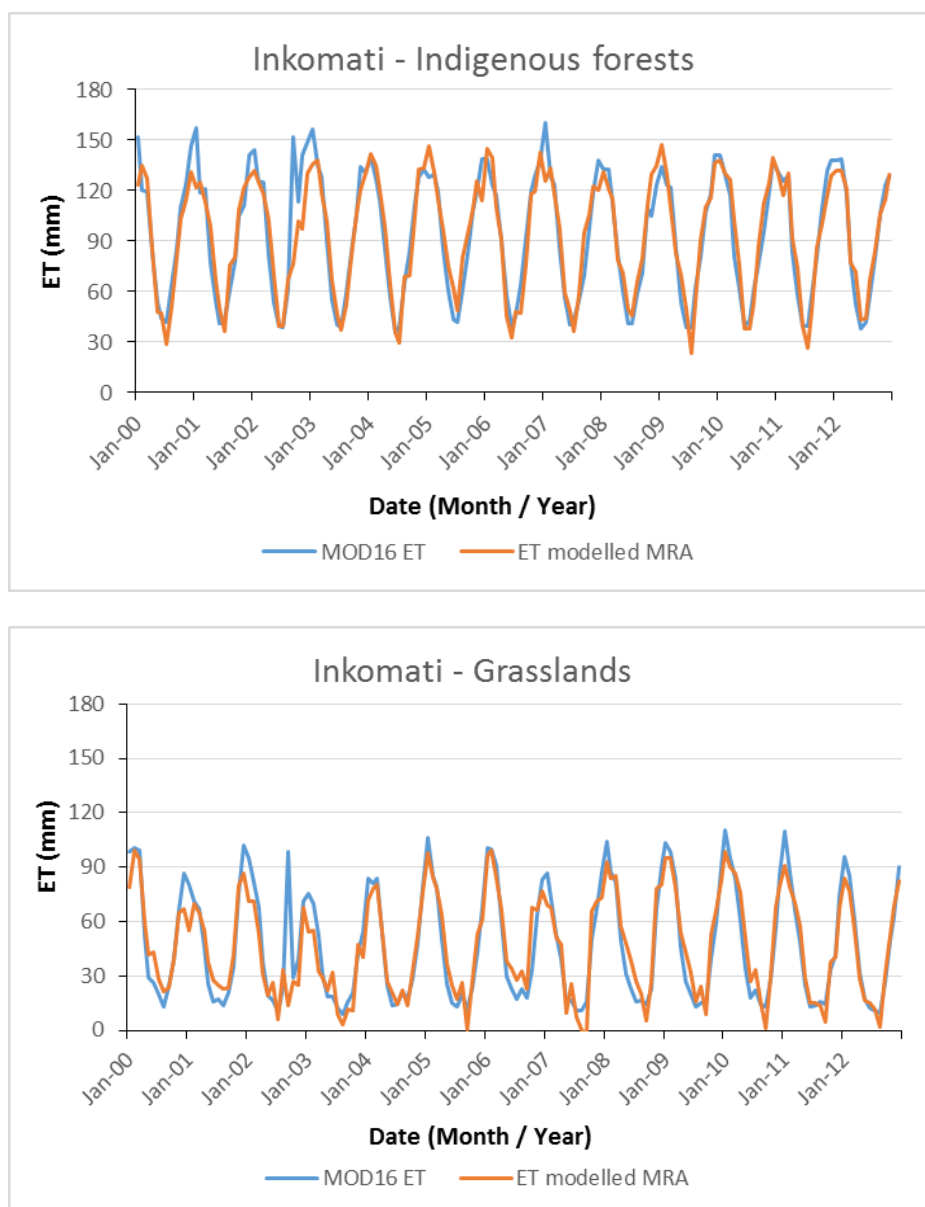 Inkomati - Indigenous forests
180
150
120
90
60
30
0
ET (mm)
Jan-00
Jan-01
Jan-02
Jan-03
Jan-04
Jan-05
Jan-06
Jan-07
Jan-08
Jan-09
Jan-10
Jan-11
Jan-12
Date (Month / Year)
MOD16 ET
ET modelled MRA
Inkomati - Grasslands
180
150
120
90
60
30
0
ET (mm)
Jan-00
Jan-01
Jan-02
Jan-03
Jan-04
Jan-05
Jan-06
Jan-07
Jan-08
Jan-09
Jan-10
Jan-11
Jan-12
Date (Month / Year)
MOD16 ET
ET modelled MRA